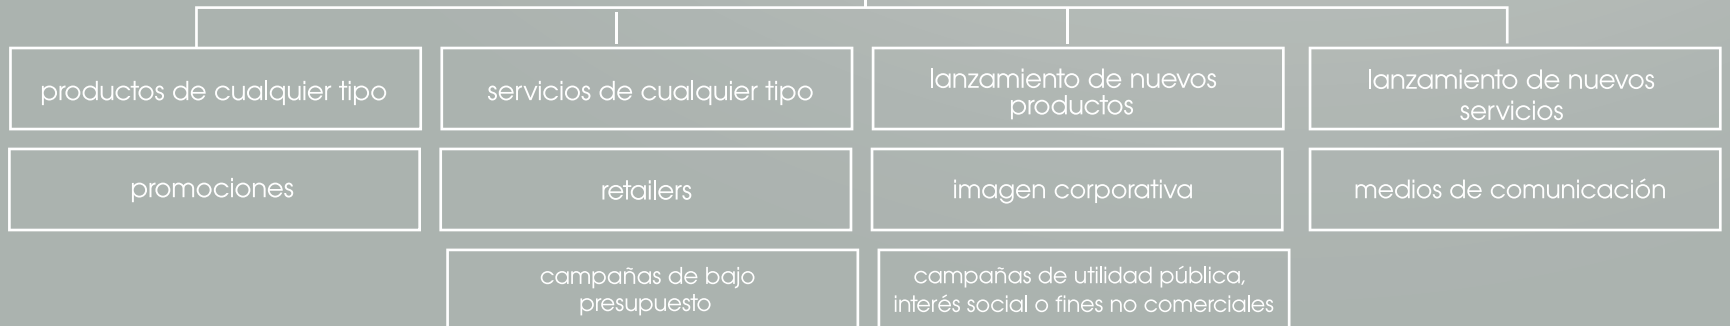 productos de cualquier tipo
servicios de cualquier tipo
lanzamiento de nuevos
productos
lanzamiento de nuevos
servicios
promociones
retailers
imagen corporativa
medios de comunicación
campañas de bajo
presupuesto
campañas de utilidad pública,
interés social o fines no comerciales